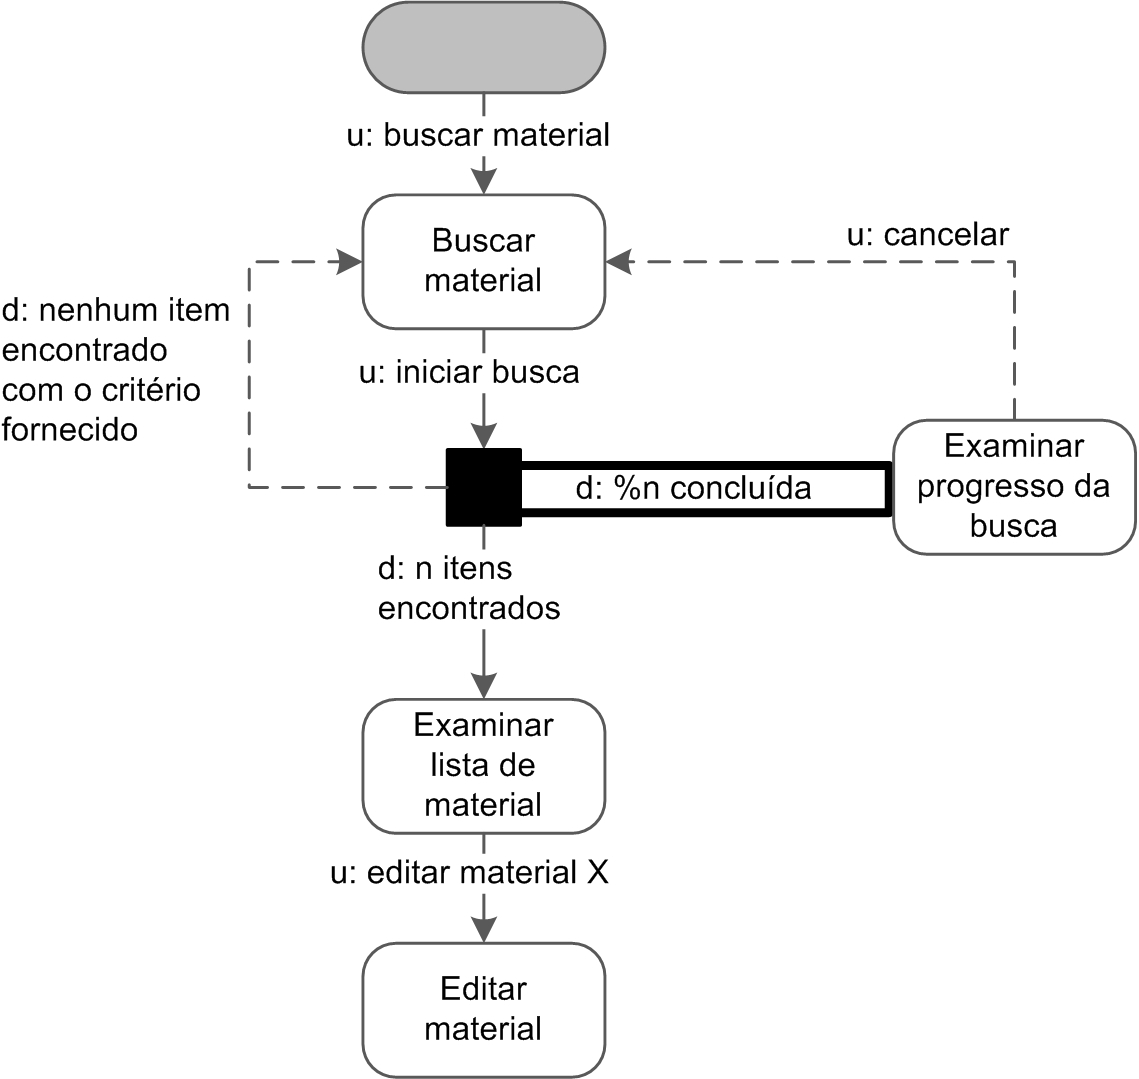 u: buscar material
Buscar
material
u: cancelar
d: nenhum item
encontrado
com o critério
fornecido
u: iniciar busca
d: %n concluída
Examinar
progresso da
busca
d: n itens
encontrados
Examinar
lista de
material
u: editar material X
Editar
material